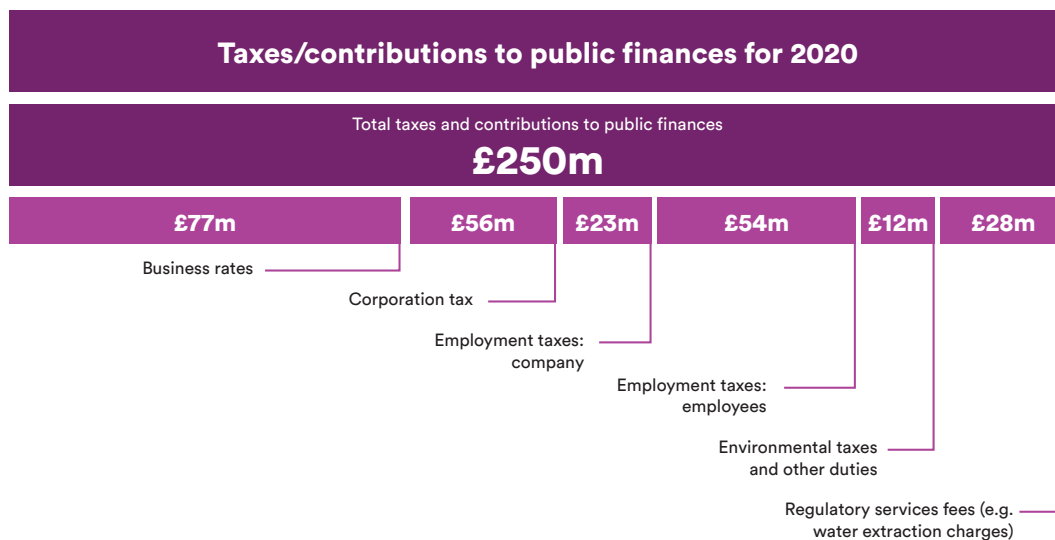 Taxes/contributions to public finances for 2020
Total taxes and contributions to public finances
£250m
£77m
£56m
£23m
£54m
£12m
£28m
Business rates
Corporation tax
Employment taxes:
company
Employment taxes:
employees
Environmental taxes
and other duties
Regulatory services fees (e.g.
water extraction charges)